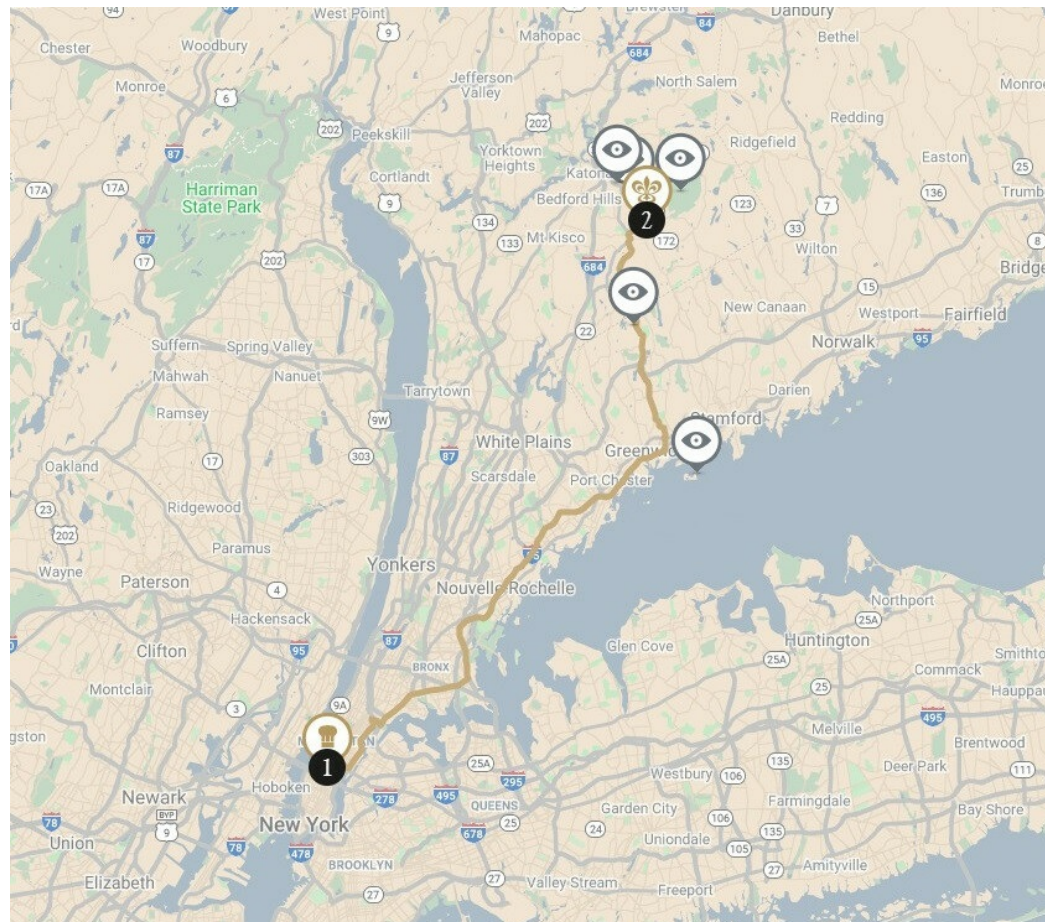 94
West Point
9
Brewster
84
Danbury
Chester
Woodbury
Mahopac
684
Bethel
Monroe
6
Jefferson
Valley
North Salem
Monroe
202
Peekskill
202
Redding
87
Yorktown
Heights
Ridgefield
Easton
25
17A
17A
Harriman
State Park
Cortlandt
9
Bedford Hills
136
Trumb
87
134
2
123
7
133
Mt Kisco
172
33
8
17
202
684
Wilton
Bridge
New Canaan
15
Westport
Fairfield
22
95
Suffern
Spring Valley
Norwalk
Mahwah
Nanuet
Tarrytown
Darien
Ramsey
9W
Stamford
White Plains
303
87
Oakland
17
Scarsdale
Port Chester
23
Ridgewood
202
Paramus
Yonkers
Wayne
Paterson
4
Nouvelle Rochelle
Northport
Hackensack
25A
95
87
Huntington
Clifton
Glen Cove
Smithto
BRONX
25A
Commack
Montclair
3
9A
25
Hauppau
495
ngston
Melville
Brentwood
1
25A
135
Hoboken
Westbury
106
Deer Park
111
Newark
278
495
295
78
BYP
9
QUEENS
Garden City
Farmingdale
Bay Shore
New York
25
24
106
Union
78
478
678
Uniondale
135
BROOKLYN
105
Amityville
Elizabeth
27
27
Valley Stream
Freeport
27